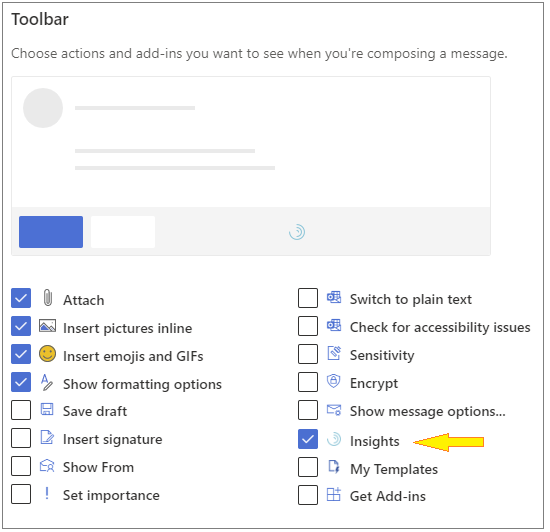 Toolbar
Choose actions and add-ins you want to see when you're composing a message.
Attach
Insert pictures inline
Insert emojis and GIFs
Show formatting options
Save draft
Insert signature
Show From
Set importance
Switch to plain text
Check for accessibility issues
Sensitivity
Encrypt
Show message options...
Insights
My Templates
Get Add-ins